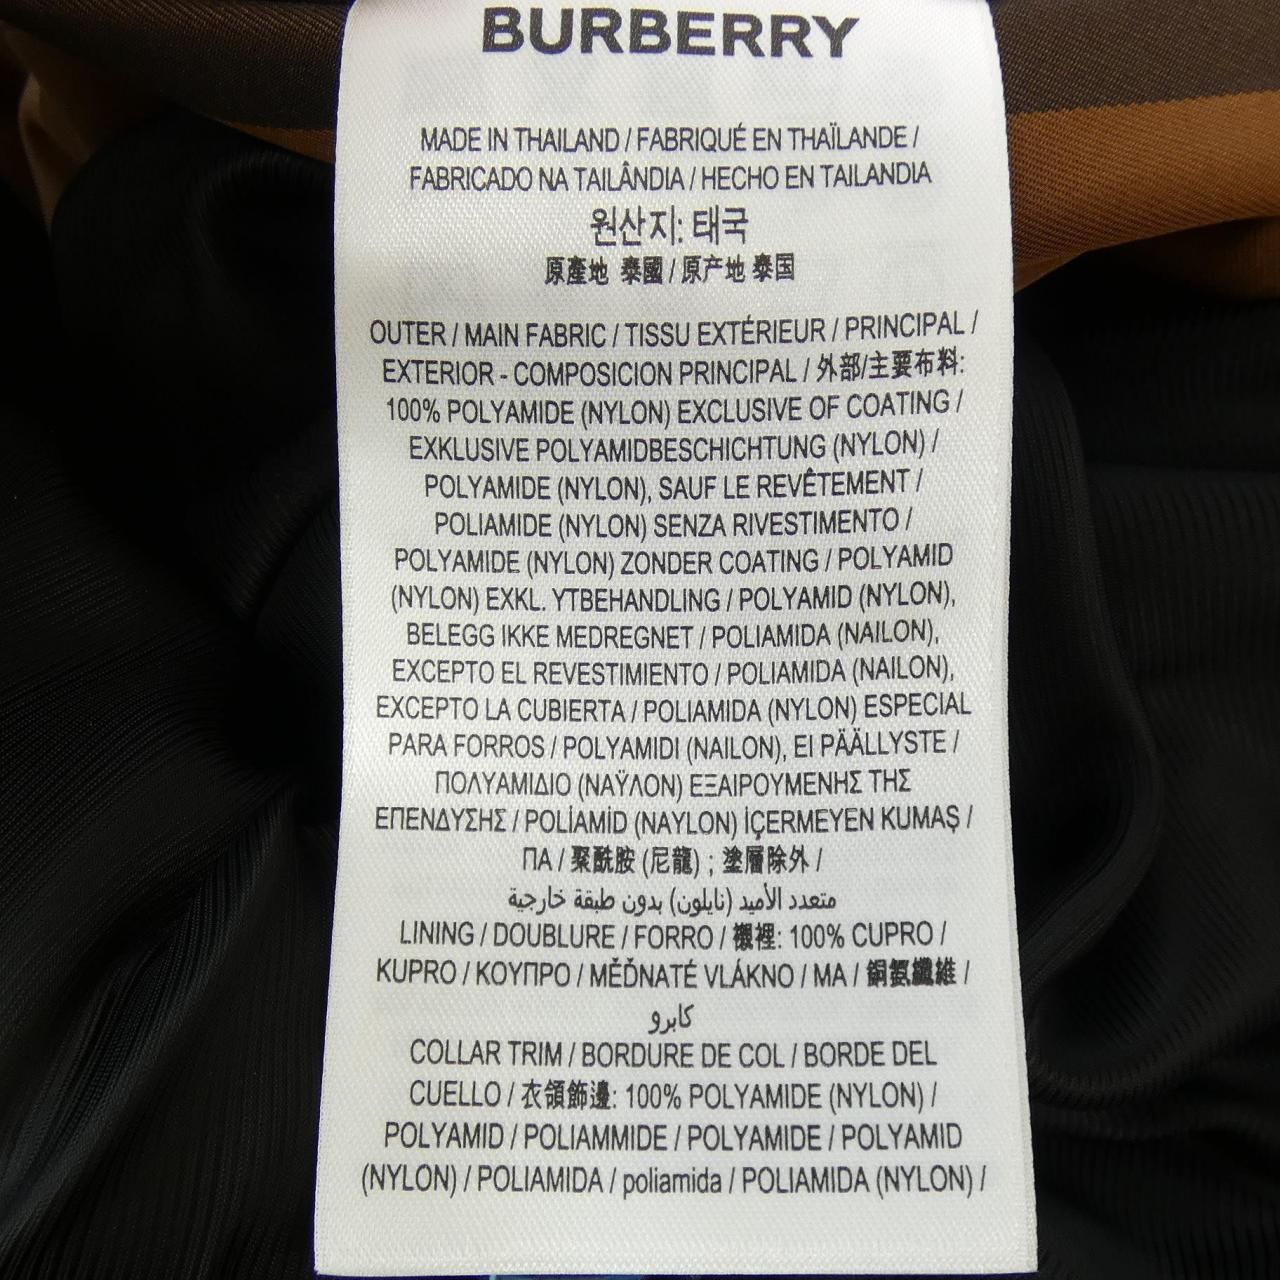 BURBERRY
MADE IN THAILAND / FABRIQUÉ EN THAÏLANDE /
FABRICADO NA TAILÂNDIA / HECHO EN TAILANDIA
원산지: 태국
原產地 泰國 / 原产地 泰国
OUTER / MAIN FABRIC / TISSU EXTÉRIEUR / PRINCIPAL /
EXTERIOR - COMPOSICION PRINCIPAL / 外部/主要布料:
100% POLYAMIDE (NYLON) EXCLUSIVE OF COATING /
EXKLUSIVE POLYAMIDBESCHICHTUNG (NYLON) /
POLYAMIDE (NYLON), SAUF LE REVÊTEMENT /
POLIAMIDE (NYLON) SENZA RIVESTIMENTO /
POLYAMIDE (NYLON) ZONDER COATING / POLYAMID
(NYLON) EXKL. YTBEHANDLING / POLYAMID (NYLON),
BELEGG IKKE MEDREGNET / POLIAMIDA (NAILON),
EXCEPTO EL REVESTIMIENTO / POLIAMIDA (NAILON),
EXCEPTO LA CUBIERTA / POLIAMIDA (NYLON) ESPECIAL
PARA FORROS / POLYAMIDI (NAILON), EI PÄÄLLYSTE /
ΠΟΛΥΑΜΙΔΙΟ (ΝΑΫΛΟΝ) ΕΞΑΙΡΟΥΜΕΝΗΣ ΤΗΣ
ΕΠΕΝΔΥΣΗΣ / POLİAMİD (NAYLON) İÇERMEYEN KUMAŞ /
ПА / 聚酰胺 (尼龍) ; 塗層除外 /
متعدد الأميد (نايلون) بدون طبقة خارجية
LINING / DOUBLURE / FORRO / 襯裡: 100% CUPRO /
KUPRO / ΚΟΥΠΡΟ / MĚĎNATÉ VLÁKNO / MA / 銅氨纖維 /
كابرو
COLLAR TRIM / BORDURE DE COL / BORDE DEL
CUELLO / 衣領飾邊: 100% POLYAMIDE (NYLON) /
POLYAMID / POLIAMMIDE / POLYAMIDE / POLYAMID
(NYLON) / POLIAMIDA / poliamida / POLIAMIDA (NYLON) /